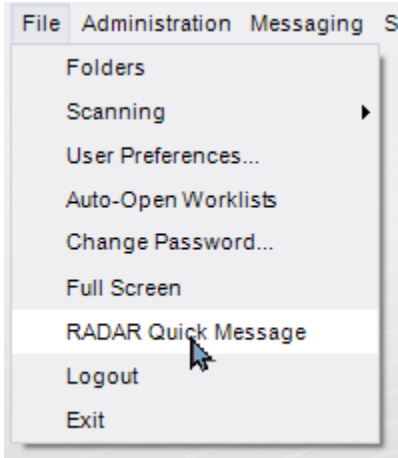 File Administration Messaging S
Folders
Scanning
User Preferences...
Auto-Open Worklists
Change Password...
Full Screen
RADAR Quick Message
Logout
Exit